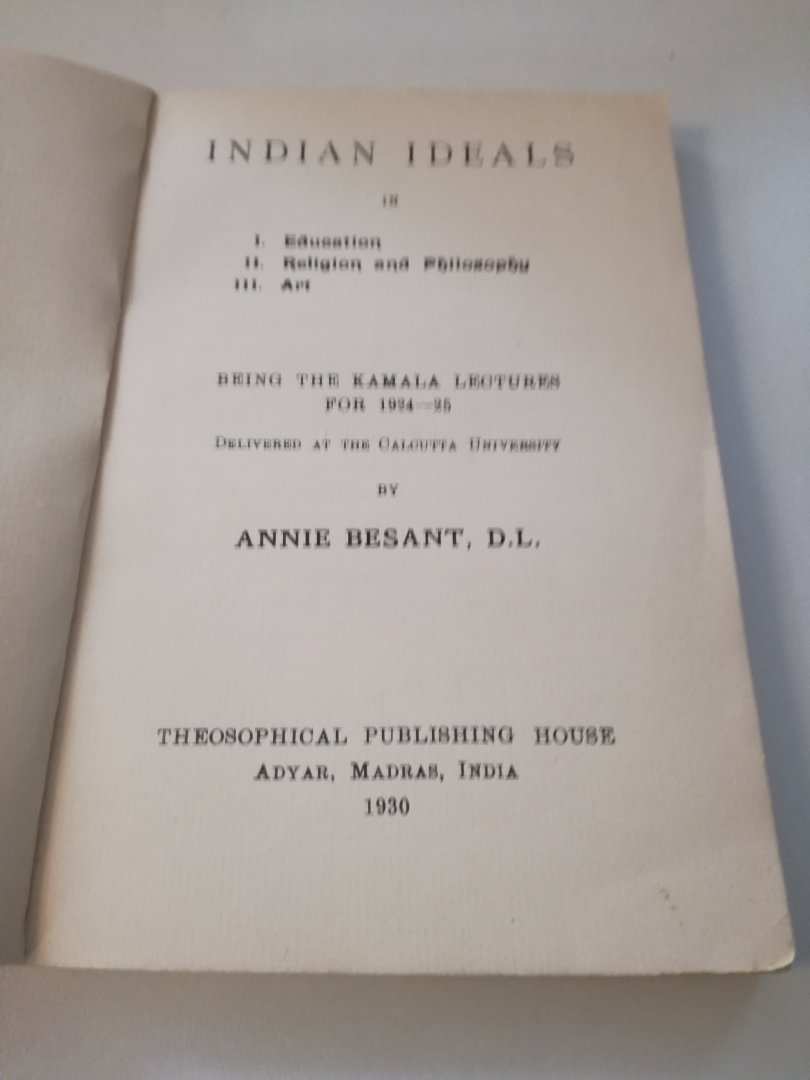 INDIAN IDEALS
IN
I. Education
II. Religion and Philosophy
III. Art
BEING THE KAMALA LECTURES
FOR 1924—25
DELIVERED AT THE CALCUTTA UNIVERSITY
BY
ANNIE BESANT, D.L.
THEOSOPHICAL PUBLISHING HOUSE
ADYAR, MADRAS, INDIA
1930